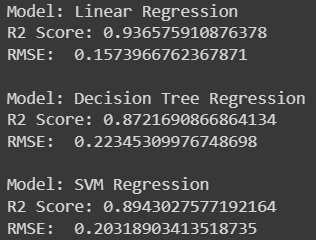 Model: Linear Regression
R2 Score: 0.936575910876378
RMSE:  0.1573966762367871
Model: Decision Tree Regression
R2 Score: 0.8721690866864134
RMSE:  0.22345309976748698
Model: SVM Regression
R2 Score: 0.8943027577192164
RMSE:  0.20318903413518735